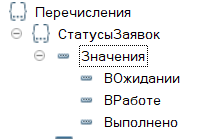 Перечисления
СтатусыЗаявок
Значения
ВОжидании
ВРаботе
Выполнено